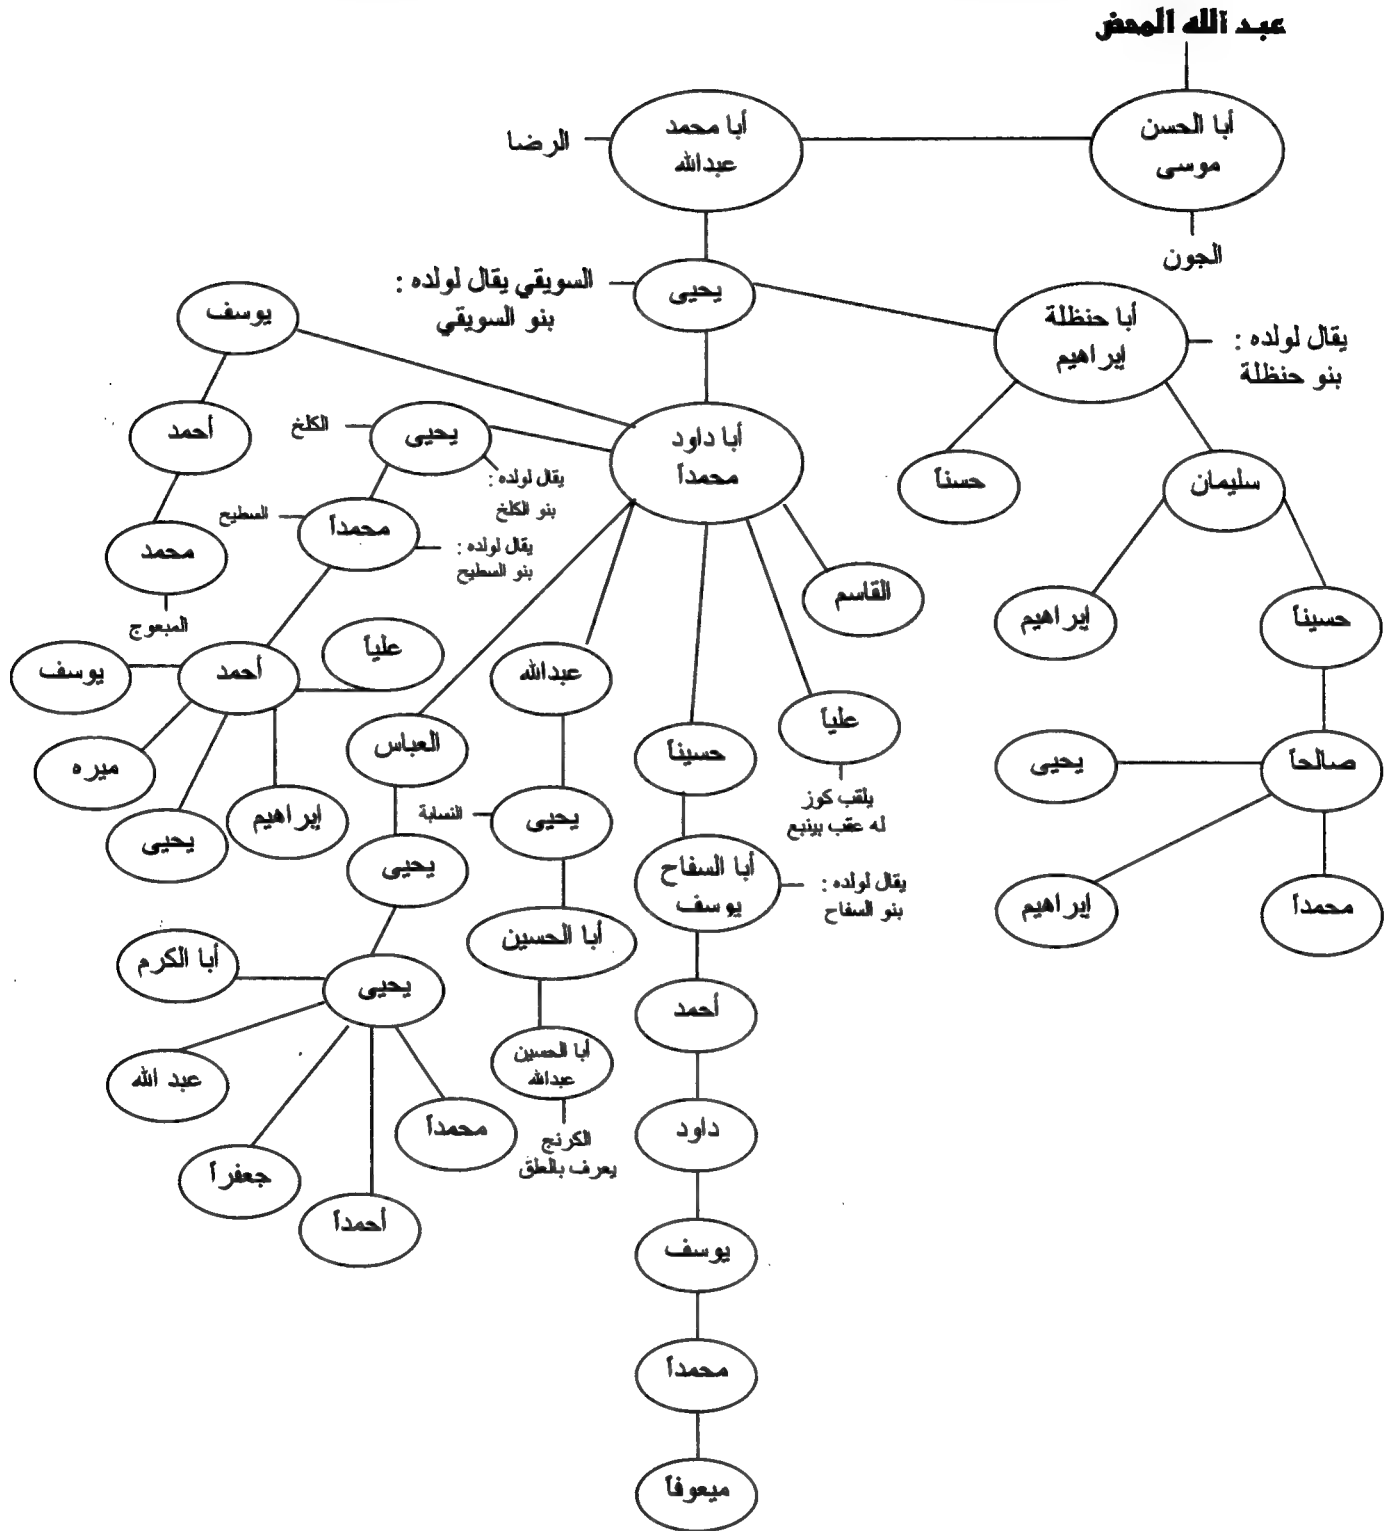 عبد الله المحض
أبا الحسن
موسى
الجون
أبا محمد
عبدالله
الرضا
يحيى
السويقي يقال لولده :
بنو السويقي
أبا حنظلة
إبراهيم
يقال لولده :
بنو حنظلة
حسناً
سليمان
إبراهيم
حسيناً
صالحاً
يحيى
إبراهيم
محمداً
أبا داود
محمداً
القاسم
علياً
يلقب كوز
له عقب بينبع
حسيناً
أبا السفاح
يوسف
يقال لولده :
بنو السفاح
أحمد
داود
يوسف
محمداً
ميعوفاً
عبدالله
يحيى
النسابة
أبا الحسين
أبا الحسين
عبدالله
الكرنج
يعرف بالعلق
العباس
يحيى
يحيى
أبا الكرم
عبد الله
جعفراً
أحمداً
محمداً
يحيى
الكلخ
يقال لولده :
بنو الكلخ
محمداً
السطيح
يقال لولده :
بنو السطيح
أحمد
علياً
إبراهيم
يحيى
ميره
يوسف
يوسف
أحمد
محمد
المبعوج